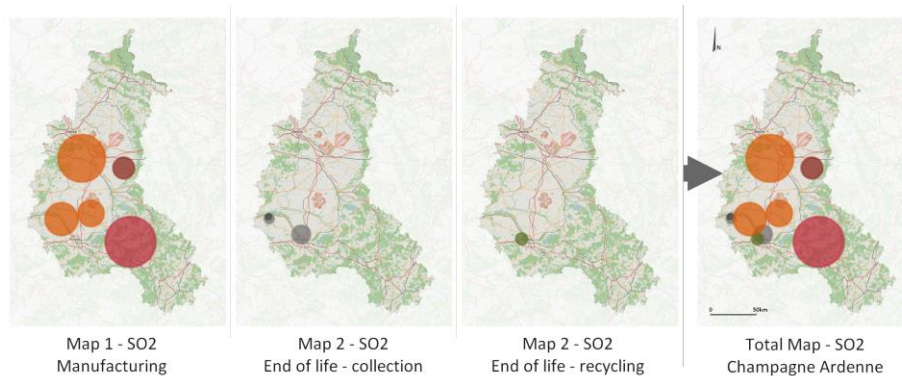 N
0 50km
Map 1 - SO2
Manufacturing
Map 2 - SO2
End of life - collection
Map 2 - SO2
End of life - recycling
Total Map - SO2
Champagne Ardenne